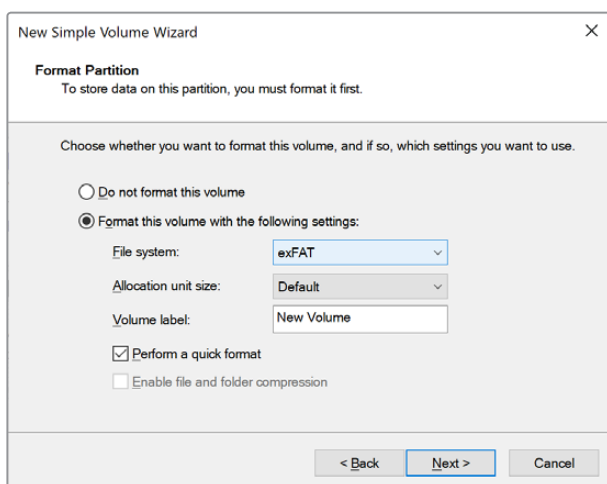 New Simple Volume Wizard
Format Partition
To store data on this partition, you must format it first.
Choose whether you want to format this volume, and if so, which settings you want to use.
Do not format this volume
Format this volume with the following settings:
File system: exFAT
Allocation unit size: Default
Volume label: New Volume
Perform a quick format
Enable file and folder compression
< Back Next > Cancel